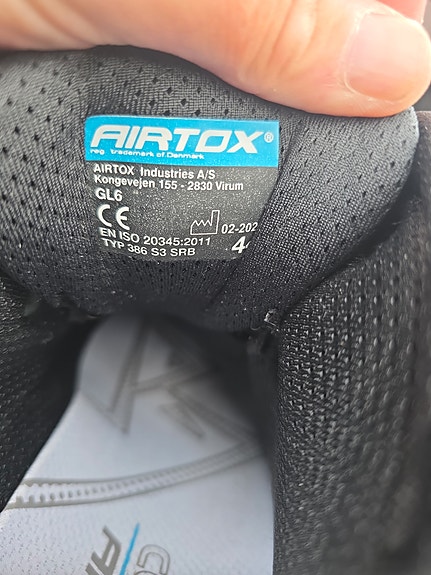 AIRTOX®
reg. trademark of Denmark
AIRTOX Industries A/S
Kongevejen 155 - 2830 Virum
GL6
CE
02-202
EN ISO 20345:2011
TYP 386 S3 SRB